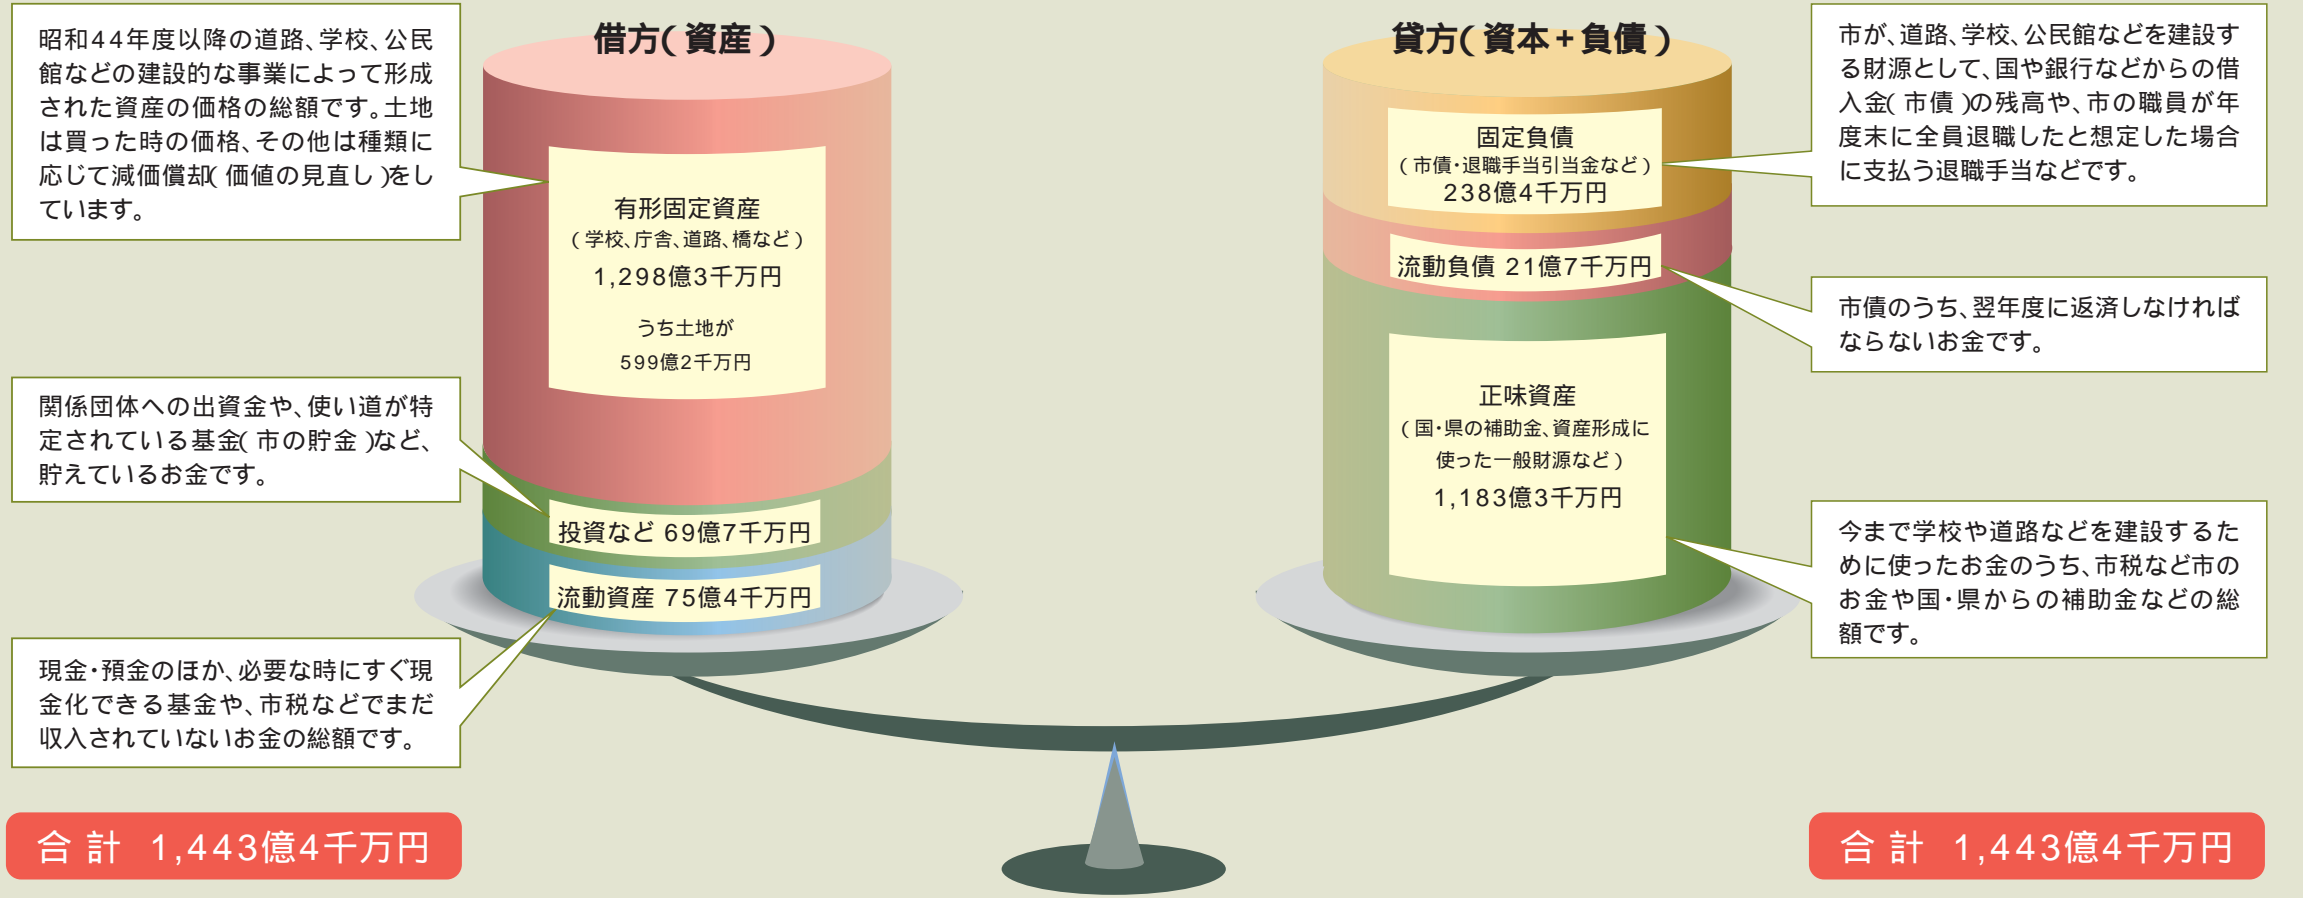 借方(資産)
昭和44年度以降の道路、学校、公民
館などの建設的な事業によって形成
された資産の価格の総額です。土地
は買った時の価格、その他は種類に
応じて減価償却(価値の見直し)をし
ています。
有形固定資産
(学校、庁舎、道路、橋など)
1,298億3千万円
うち土地が
599億2千万円
関係団体への出資金や、使い道が特
定されている基金(市の貯金)など、
貯えているお金です。
投資など 69億7千万円
流動資産 75億4千万円
現金・預金のほか、必要な時にすぐ現
金化できる基金や、市税などでまだ
収入されていないお金の総額です。
合計 1,443億4千万円
貸方(資本+負債)
固定負債
(市債・退職手当引当金など)
238億4千万円
市が、道路、学校、公民館などを建設す
る財源として、国や銀行などからの借
入金(市債)の残高や、市の職員が年
度末に全員退職したと想定した場合
に支払う退職手当などです。
流動負債 21億7千万円
市債のうち、翌年度に返済しなければ
ならないお金です。
正味資産
(国・県の補助金、資産形成に
使った一般財源など)
1,183億3千万円
今まで学校や道路などを建設するた
めに使ったお金のうち、市税など市の
お金や国・県からの補助金などの総
額です。
合計 1,443億4千万円